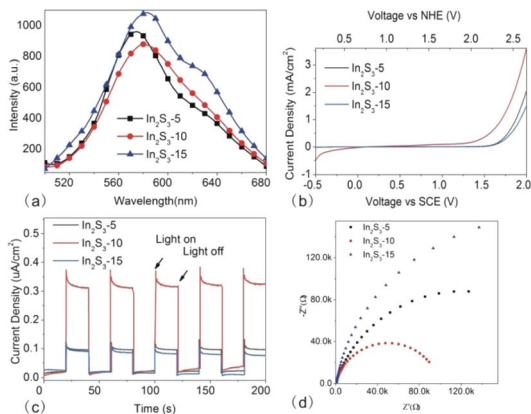 1000
800
600
400
200
Intensity (a.u.)
In2S3-5
In2S3-10
In2S3-15
520
560
600
640
680
Wavelength(nm)
(a)
Voltage vs NHE (V)
0.0
0.5
1.0
1.5
2.0
2.5
Current Density (mA/cm²)
4
3
2
1
0
-1
In2S3-5
In2S3-10
In2S3-15
-0.5
0.0
0.5
1.0
1.5
2.0
Voltage vs SCE (V)
(b)
Current Density (uA/cm²)
0.5
0.4
0.3
0.2
0.1
0.0
In2S3-5
In2S3-10
In2S3-15
Light on
Light off
0
50
100
150
200
Time (s)
(c)
-Z''(Ω)
120.0k
80.0k
40.0k
0.0
In2S3-5
In2S3-10
In2S3-15
0.0
40.0k
80.0k
120.0k
Z'(Ω)
(d)